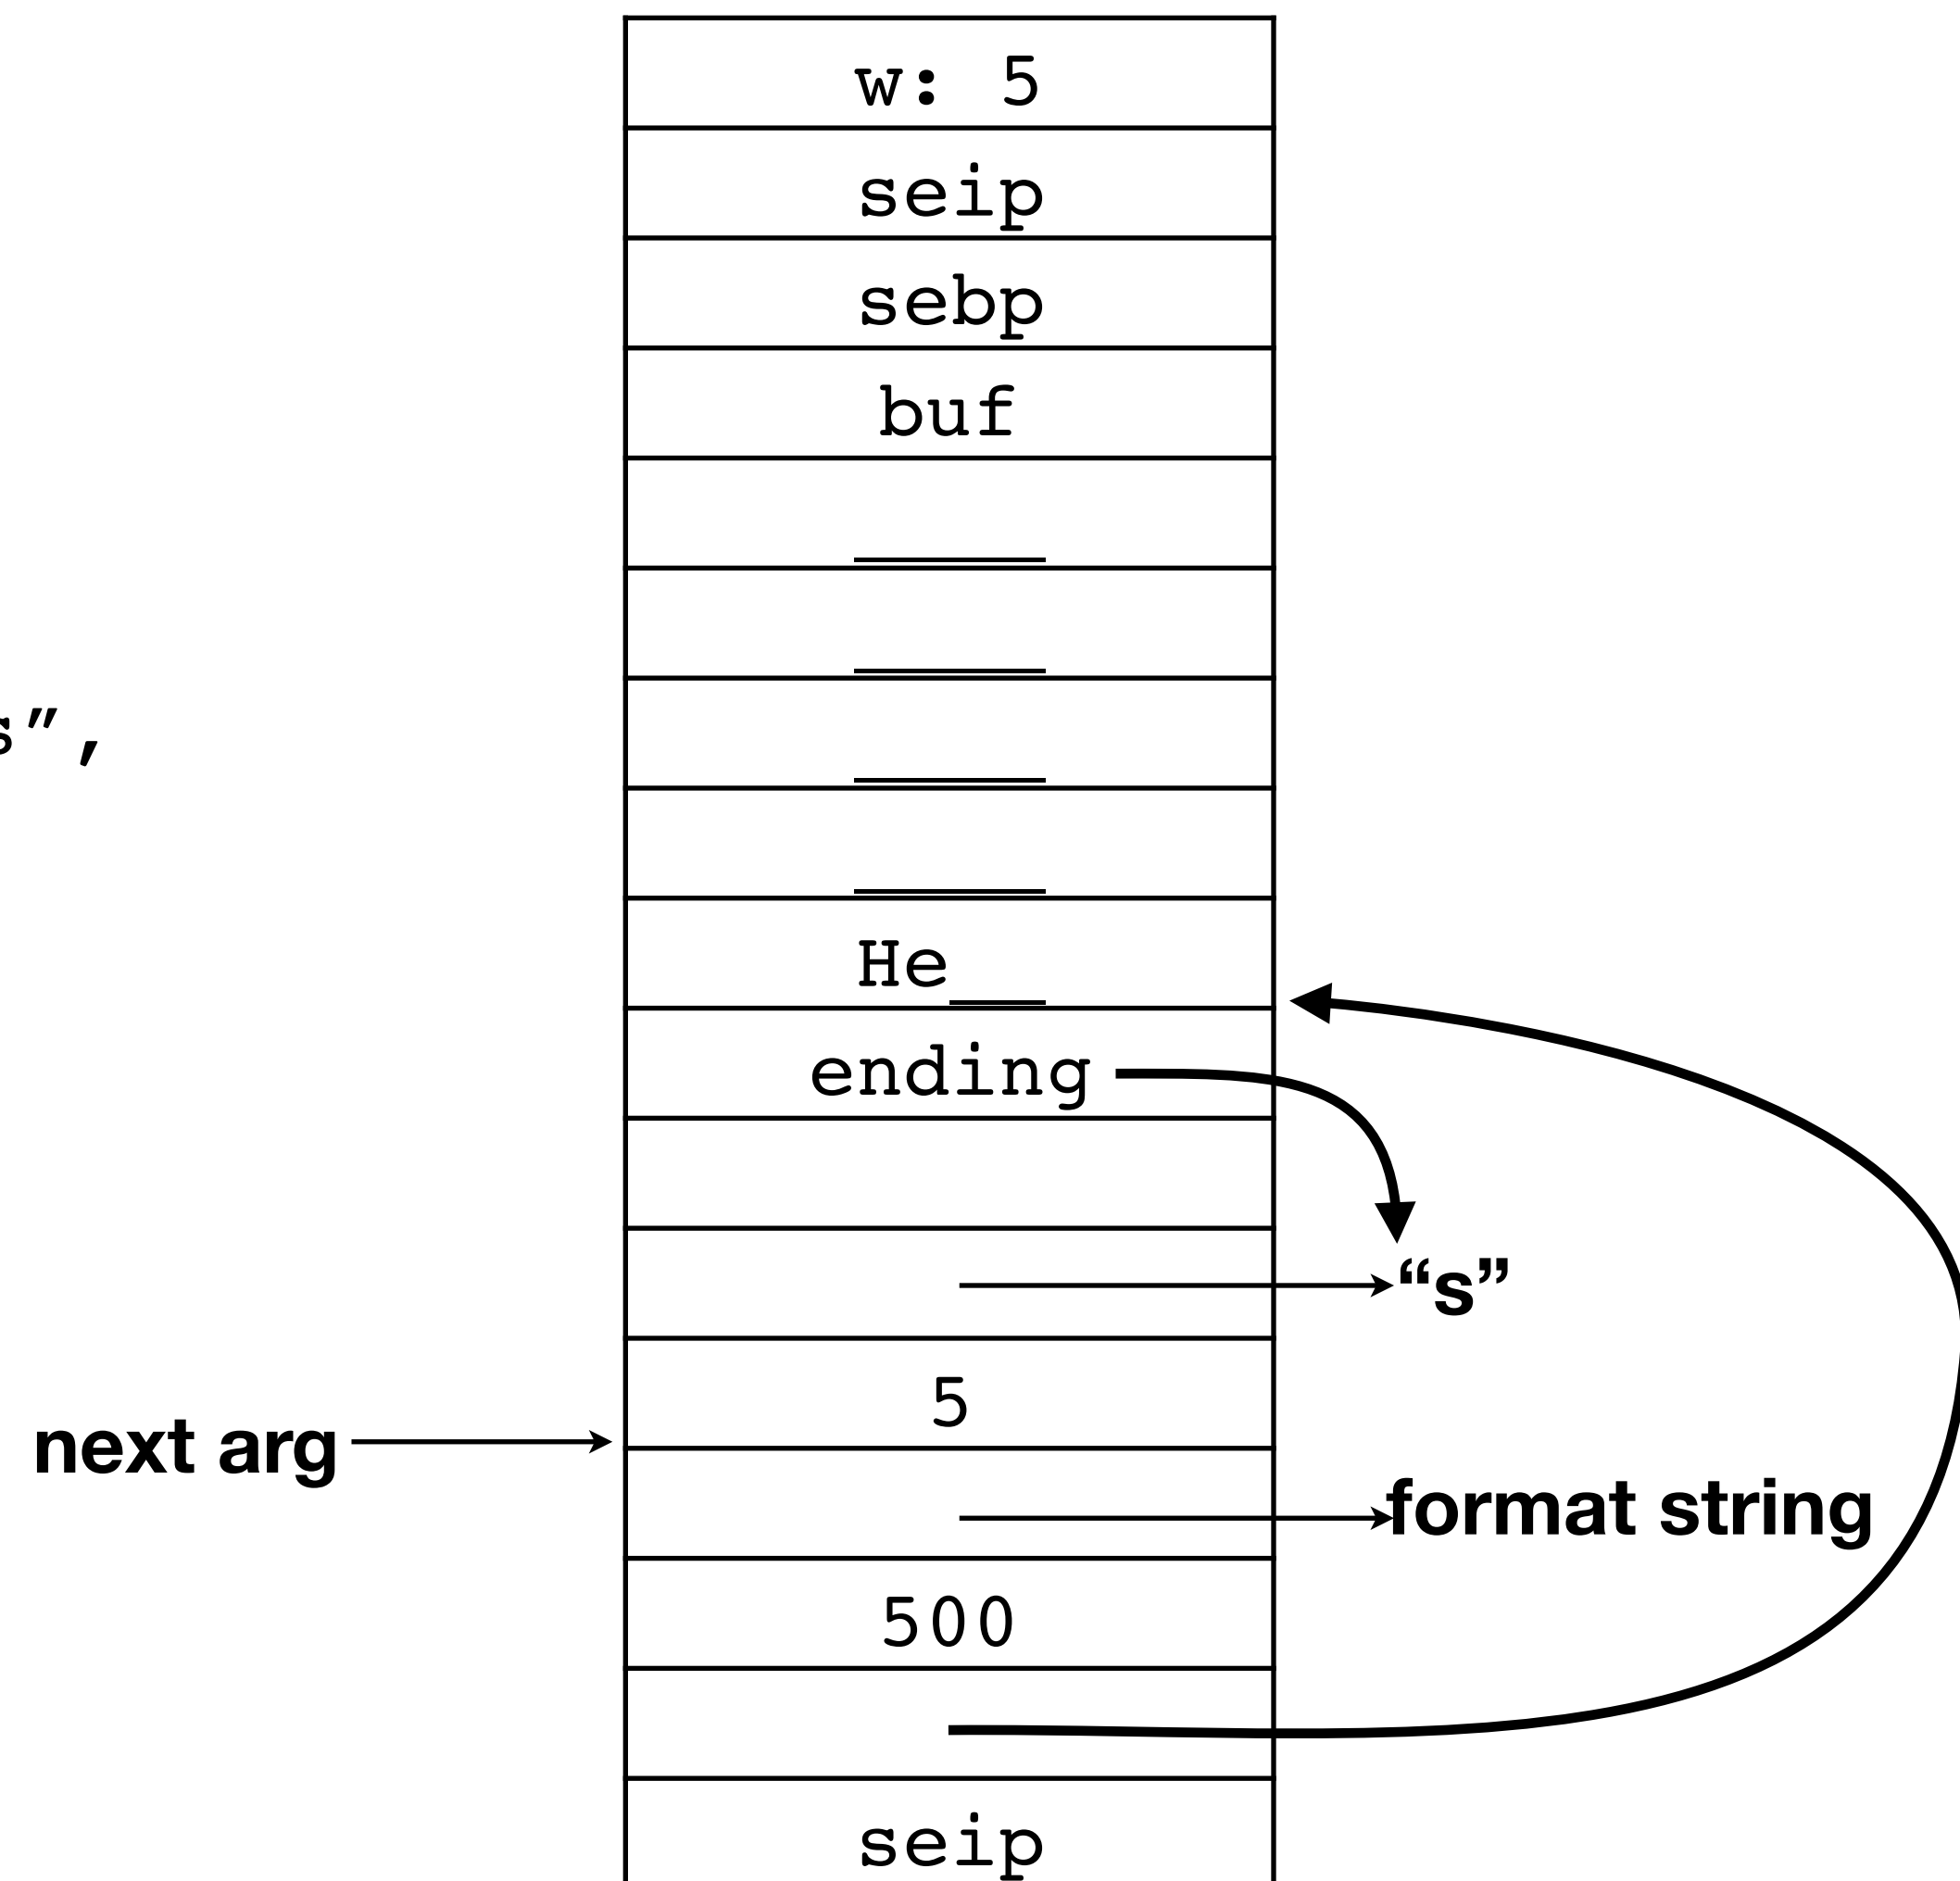 w: 5
seip
sebp
buf
____
____
s”,
____
____
He__
ending
“s”
5
next arg
format string
500
seip